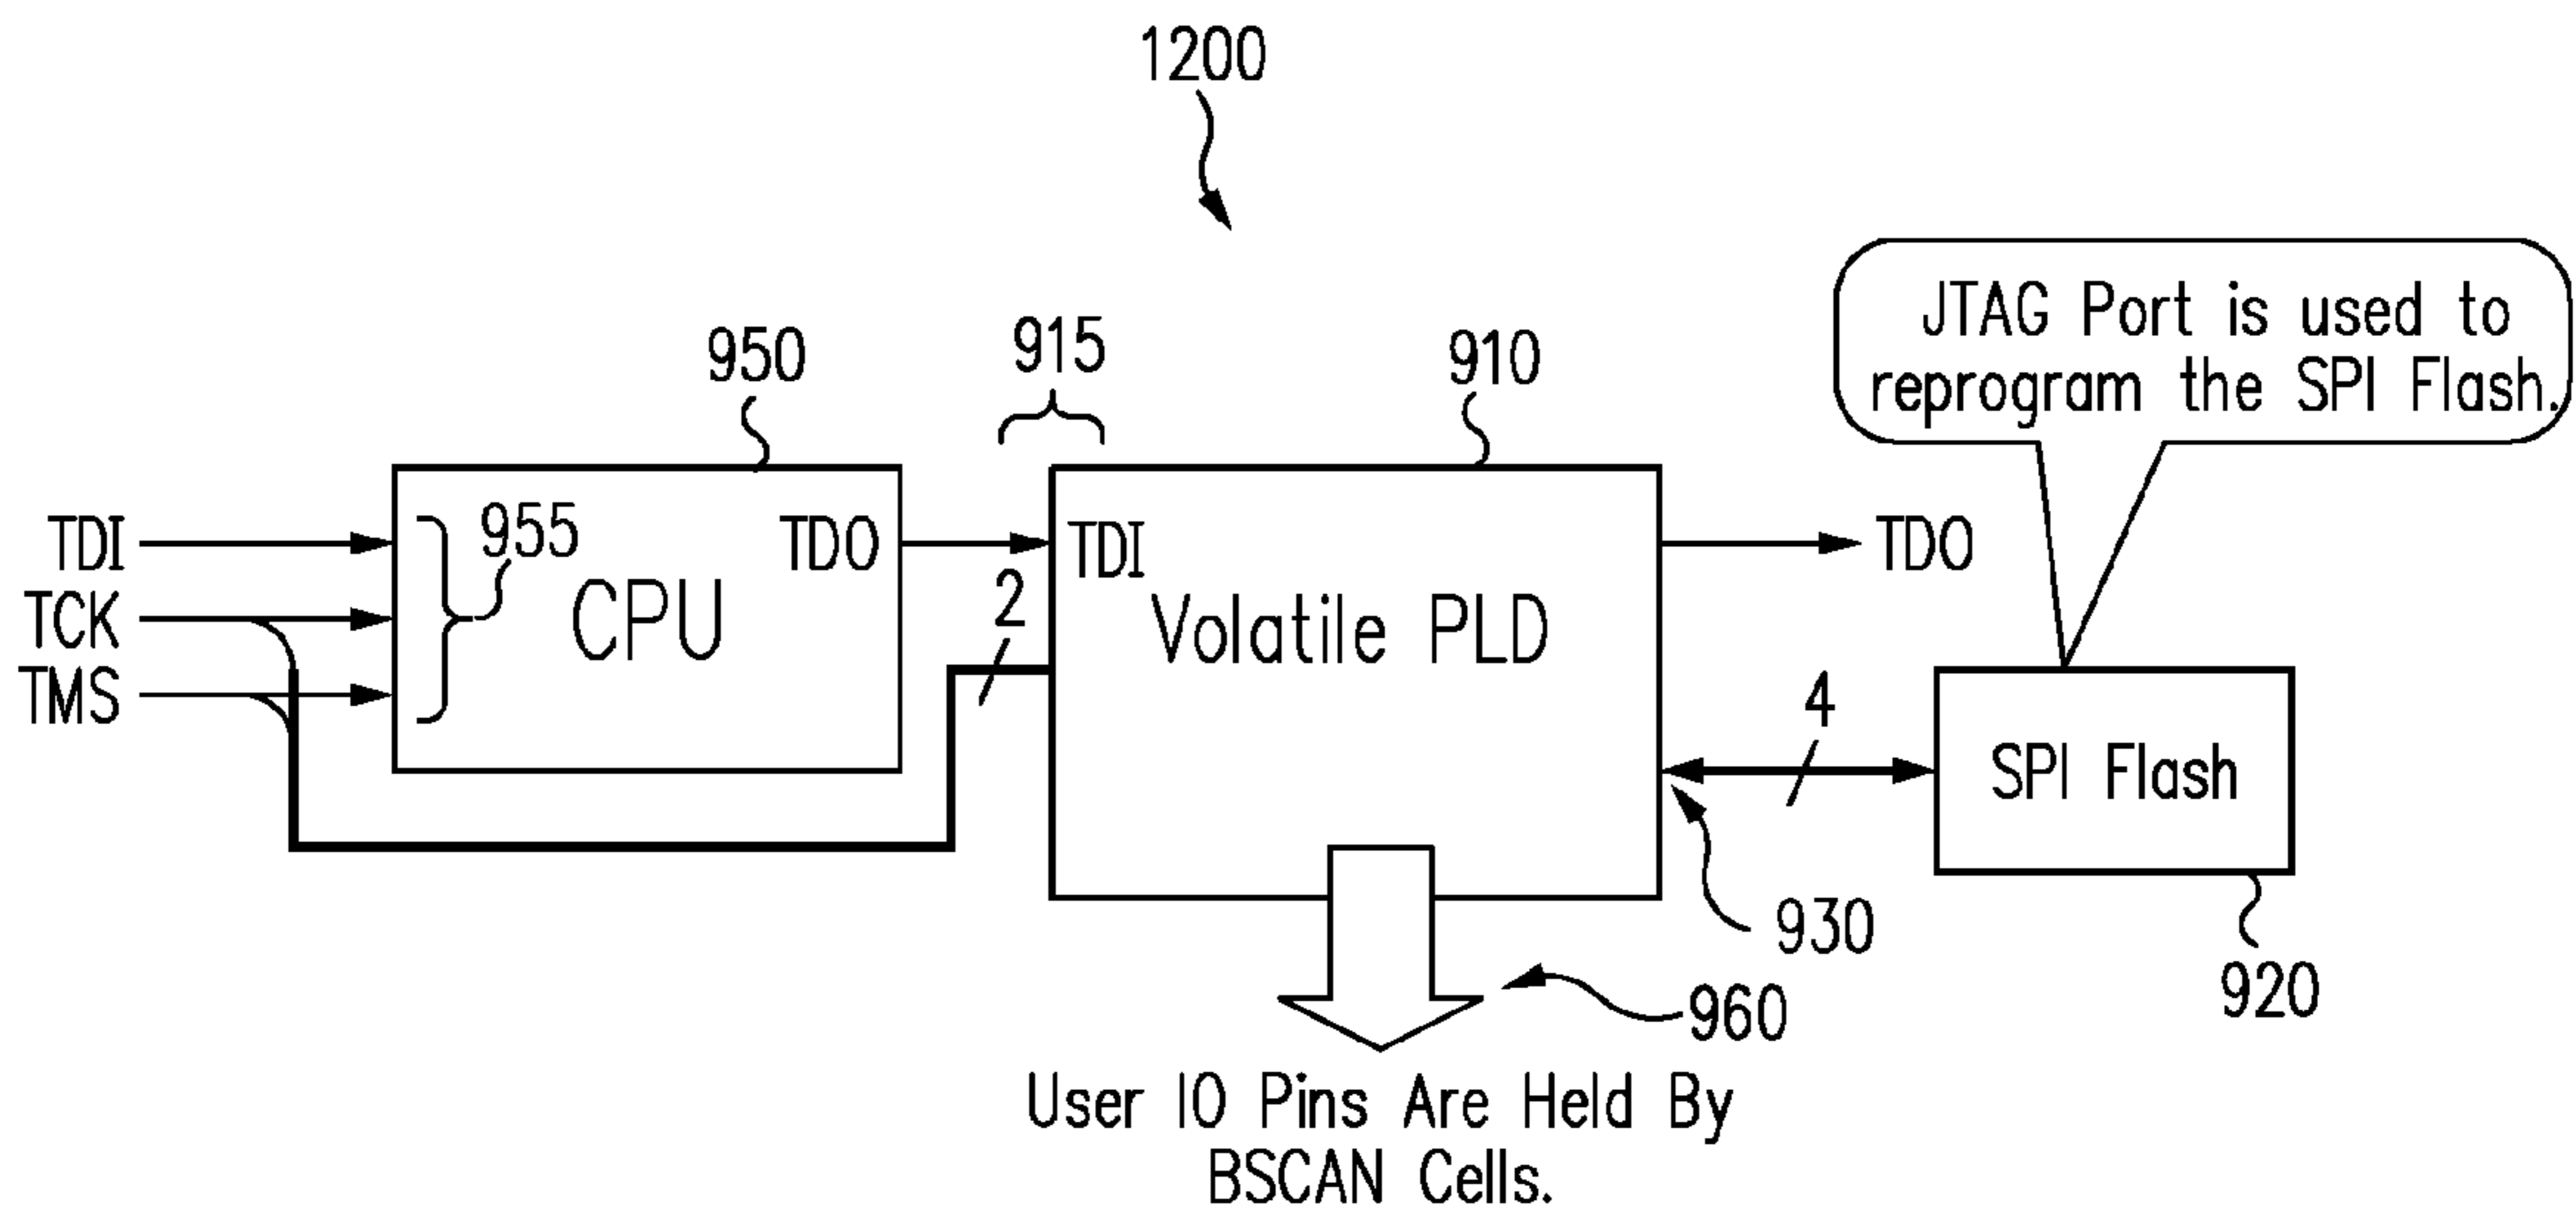 1200
950
915
910
JTAG Port is used to
reprogram the SPI Flash.
TDI
TCK
TMS
955
CPU
TDO
2
TDI
Volatile PLD
TDO
4
SPI Flash
930
960
920
User IO Pins Are Held By
BSCAN Cells.